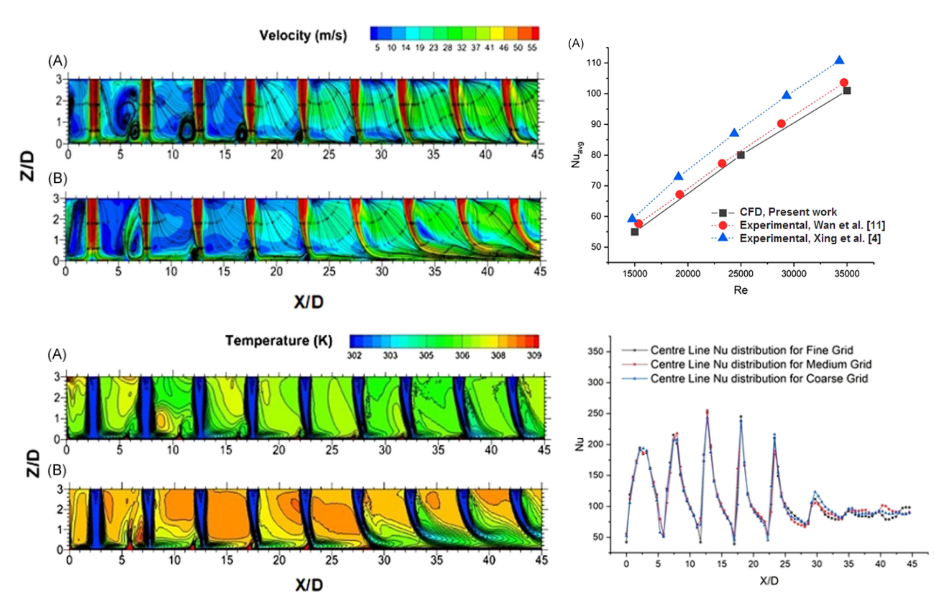 Velocity (m/s)
5 10 14 19 23 28 32 37 41 46 50 55
(A)
3
2
1
0
0 5 10 15 20 25 30 35 40 45
Z/D
(B)
3
2
1
0
0 5 10 15 20 25 30 35 40 45
X/D
(A)
Nuavg
110
100
90
80
70
60
50
CFD, Present work
Experimental, Wan et al. [11]
Experimental, Xing et al. [4]
15000 20000 25000 30000 35000
Re
Temperature (K)
302 303 305 306 308 309
(A)
3
2
1
0
0 5 10 15 20 25 30 35 40 45
Z/D
(B)
3
2
1
0
0 5 10 15 20 25 30 35 40 45
X/D
Nu
350
300
250
200
150
100
50
Centre Line Nu distribution for Fine Grid
Centre Line Nu distribution for Medium Grid
Centre Line Nu distribution for Coarse Grid
0 5 10 15 20 25 30 35 40 45
X/D